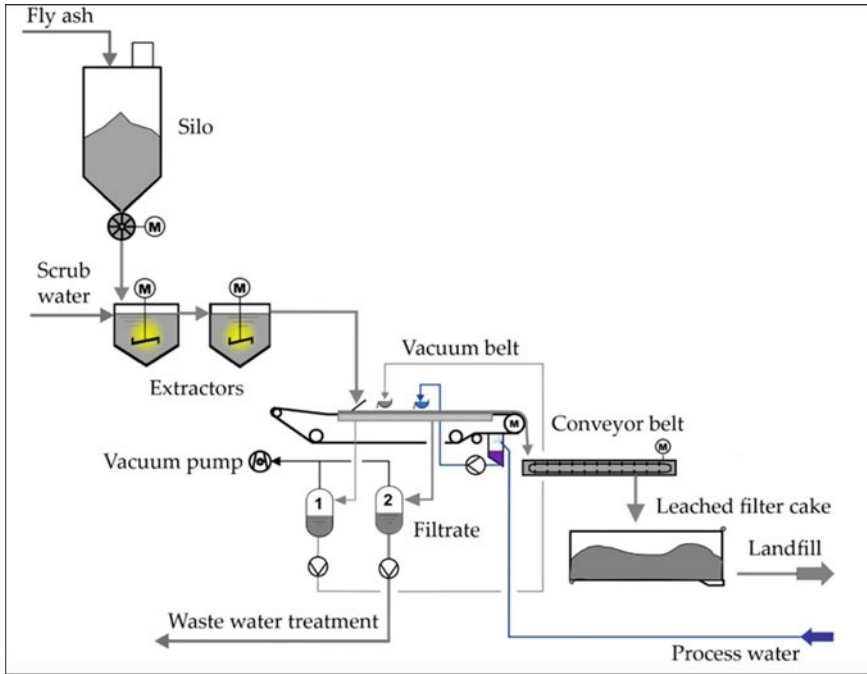 Fly ash
Silo
M
Scrub
water
M
M
Extractors
Vacuum belt
M
Conveyor belt
M
Vacuum pump
1
2
Filtrate
Leached filter cake
Landfill
Waste water treatment
Process water